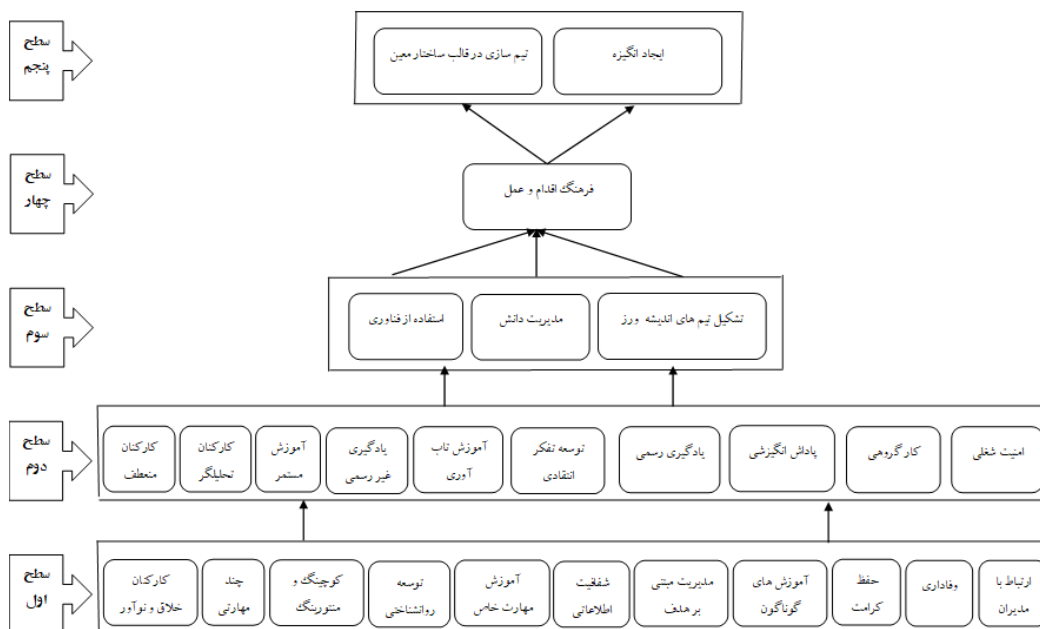 سطح
پنجم
ایجاد انگیزه
تیم سازی در قالب ساختار معین
سطح
چهار
فرهنگ اقدام و عمل
سطح
سوم
تشکیل تیم های اندیشه ورز
مدیریت دانش
استفاده از فناوری
سطح
دوم
امنیت شغلی
کار گروهی
پاداش انگیزشی
یادگیری رسمی
توسعه تفکر
انتقادی
آموزش تاب
آوری
یادگیری
غیر رسمی
آموزش
مستمر
کارکنان
تحلیلگر
کارکنان
منعطف
سطح
اول
ارتباط با
مدیران
وفاداری
حفظ
کرامت
آموزش های
گوناگون
مدیریت مبتنی
بر هدف
شفافیت
اطلاعاتی
آموزش
مهارت خاص
توسعه
روانشناختی
کوچینگ و
منتورینگ
چند
مهارتی
کارکنان
خلاق و نوآور